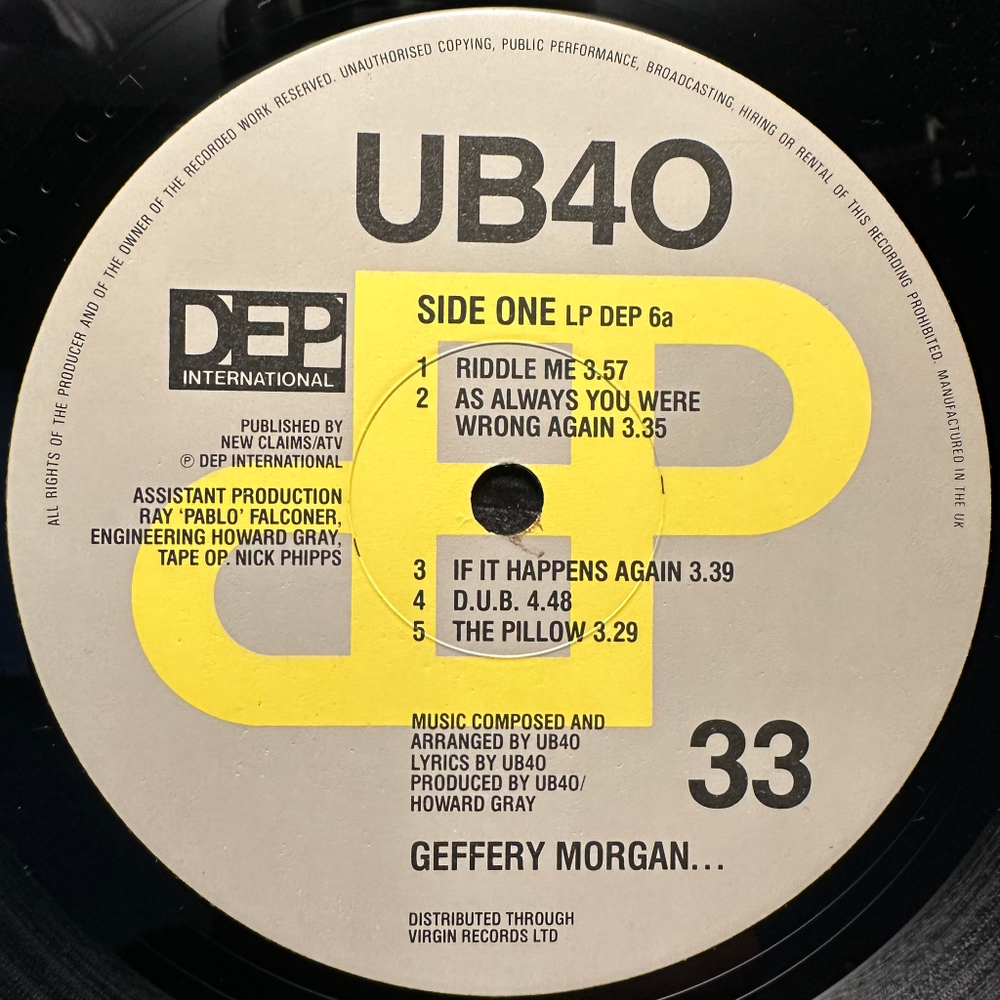 ALL RIGHTS OF THE PRODUCER AND OF THE OWNER OF THE RECORDED WORK RESERVED. UNAUTHORISED COPYING, PUBLIC PERFORMANCE, BROADCASTING, HIRING OR RENTAL OF THIS RECORDING PROHIBITED. MANUFACTURED IN THE UK
UB40
DEP
INTERNATIONAL
PUBLISHED BY
NEW CLAIMS/ATV
℗ DEP INTERNATIONAL
ASSISTANT PRODUCTION
RAY ‘PABLO’ FALCONER,
ENGINEERING HOWARD GRAY,
TAPE OP. NICK PHIPPS
SIDE ONE LP DEP 6a
1 RIDDLE ME 3.57
2 AS ALWAYS YOU WERE
WRONG AGAIN 3.35
3 IF IT HAPPENS AGAIN 3.39
4 D.U.B. 4.48
5 THE PILLOW 3.29
MUSIC COMPOSED AND
ARRANGED BY UB40
LYRICS BY UB40
PRODUCED BY UB40/
HOWARD GRAY
33
GEFFERY MORGAN...
DISTRIBUTED THROUGH
VIRGIN RECORDS LTD